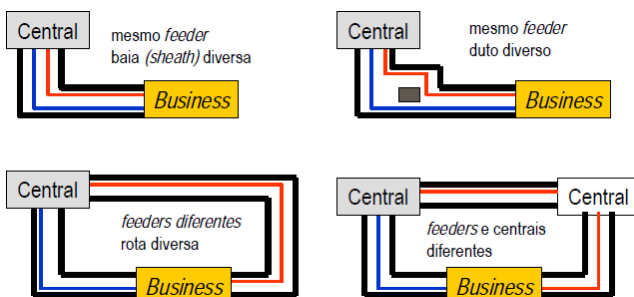 Central
mesmo feeder
baia (sheath) diversa
Business
Central
mesmo feeder
duto diverso
Business
Central
feeders diferentes
rota diversa
Business
Central
Central
feeders e centrais
diferentes
Business